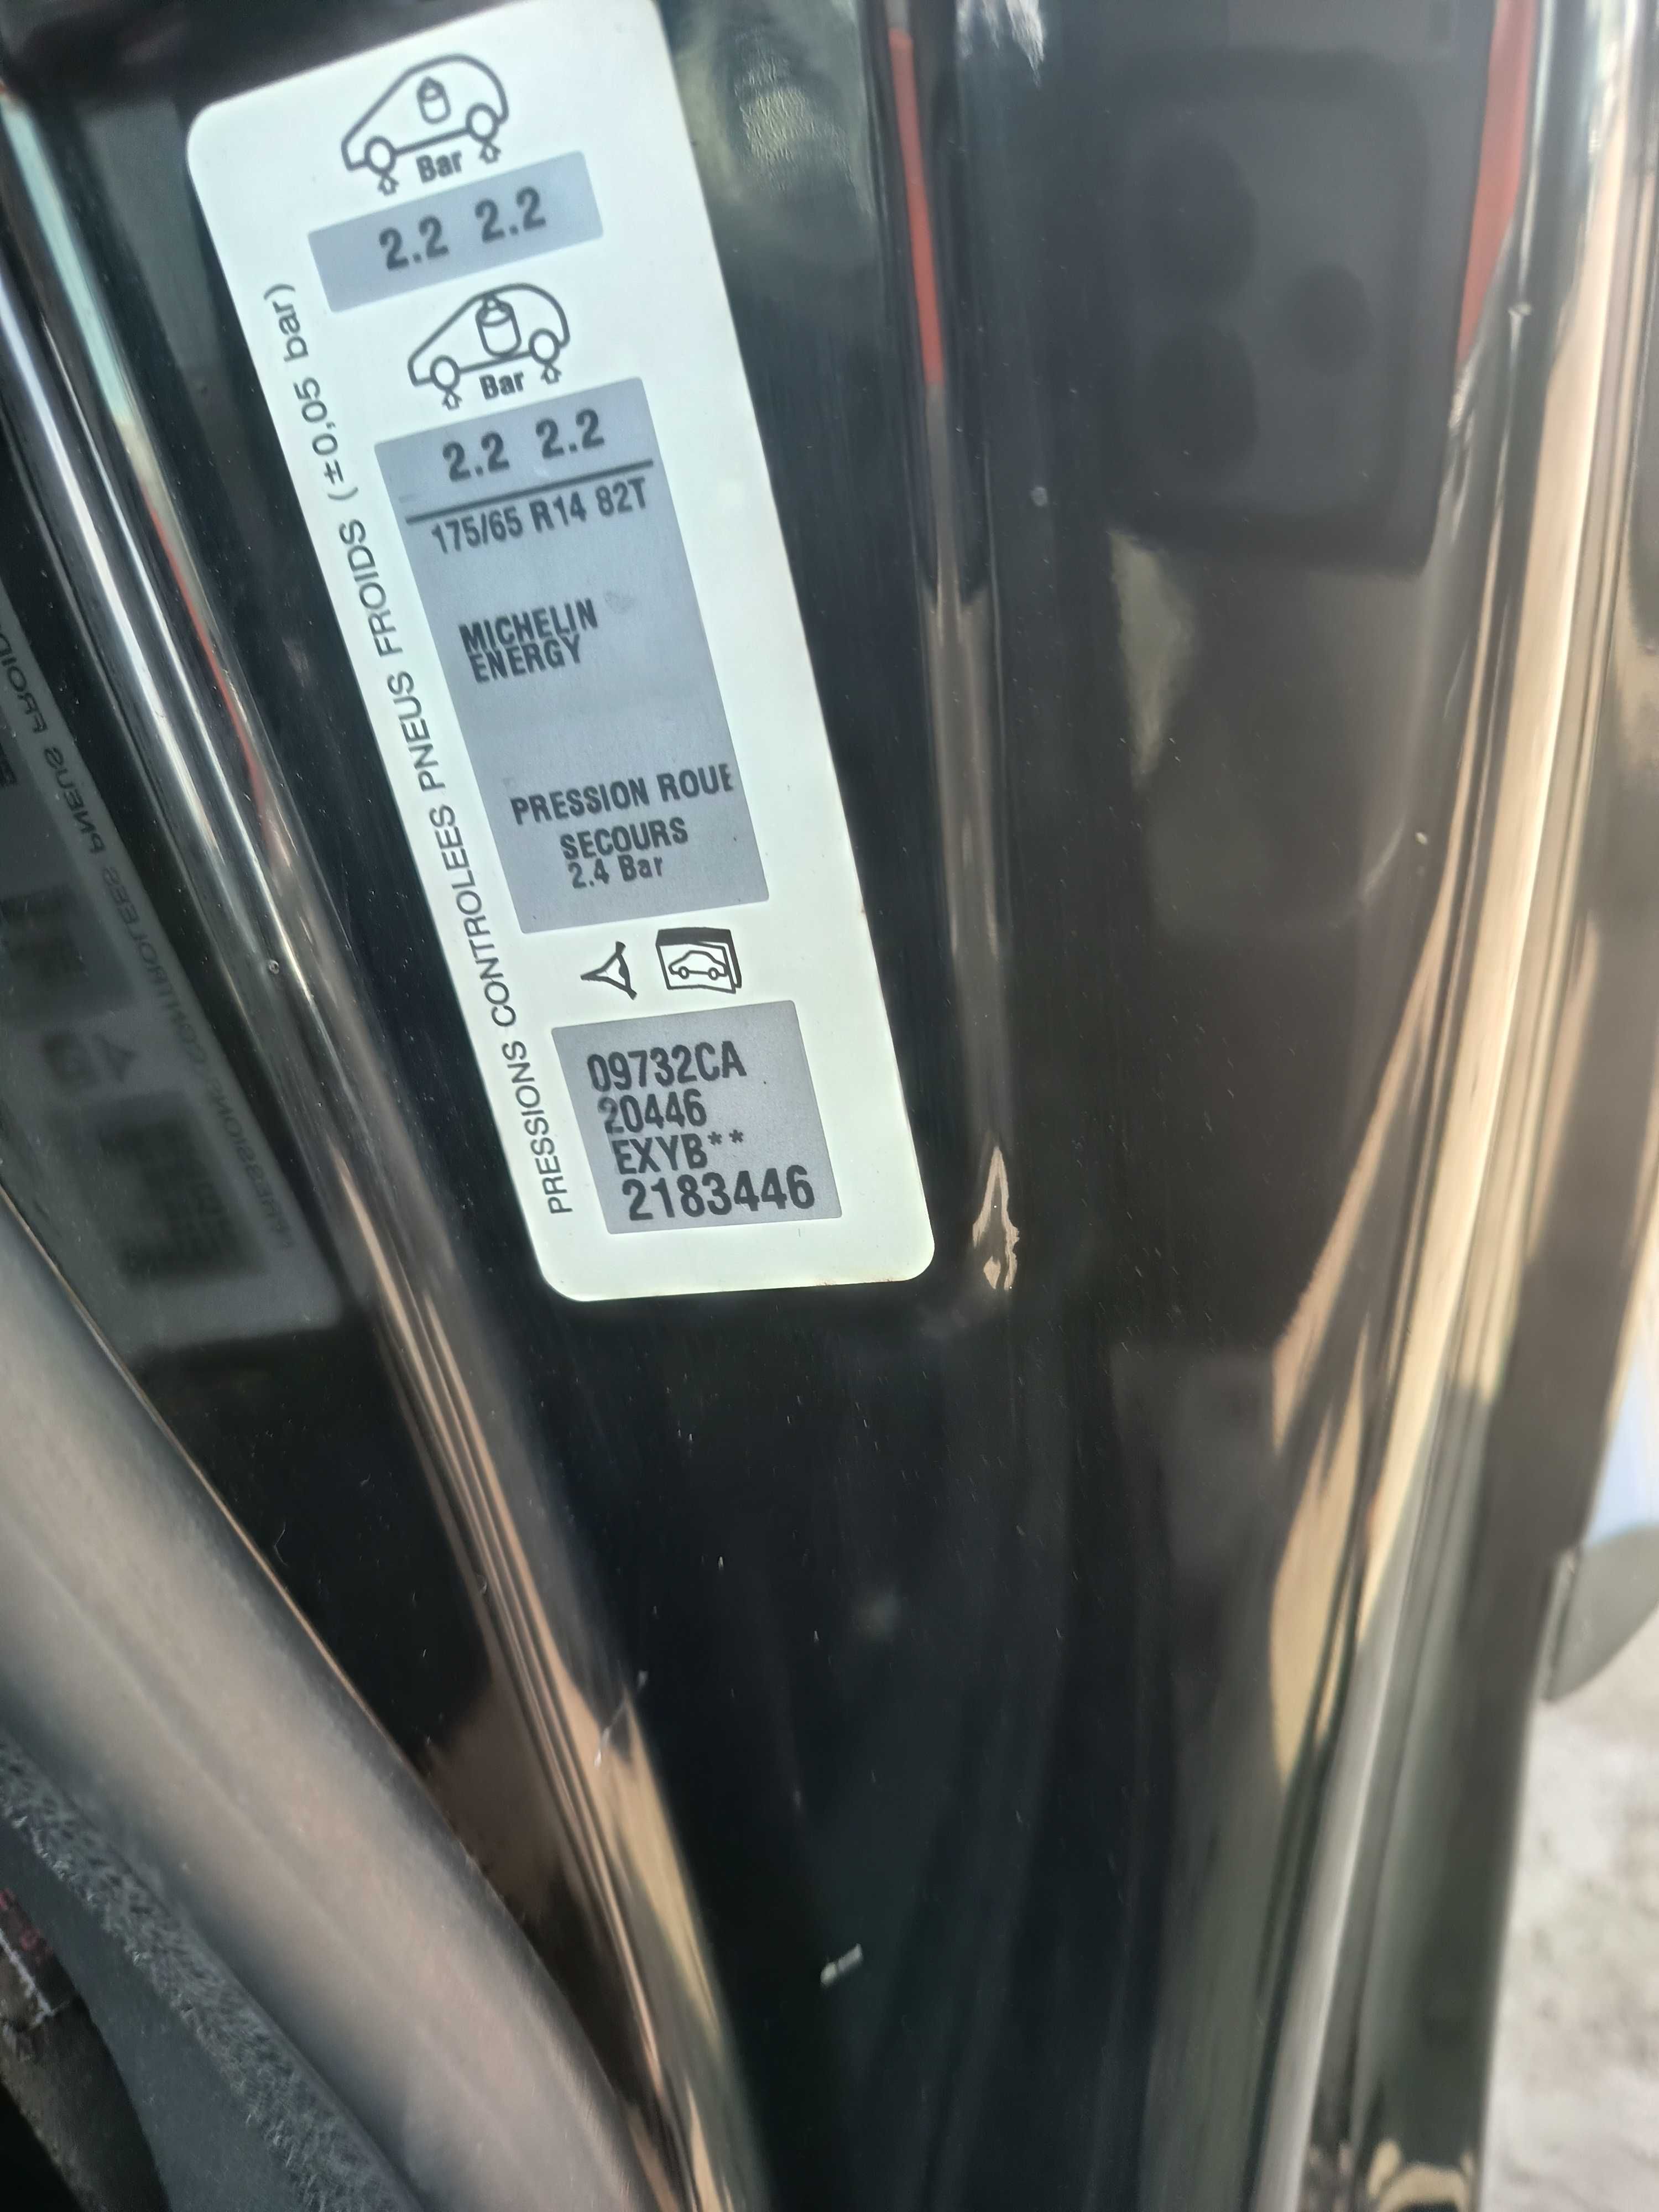 Bar
2.2 2.2
Bar
2.2 2.2
175/65 R14 82T
MICHELIN
ENERGY
PRESSION ROUE
SECOURS
2.4 Bar
09732CA
20446
EXYB**
2183446
PRESSIONS CONTROLEES PNEUS FROIDS (±0,05 bar)